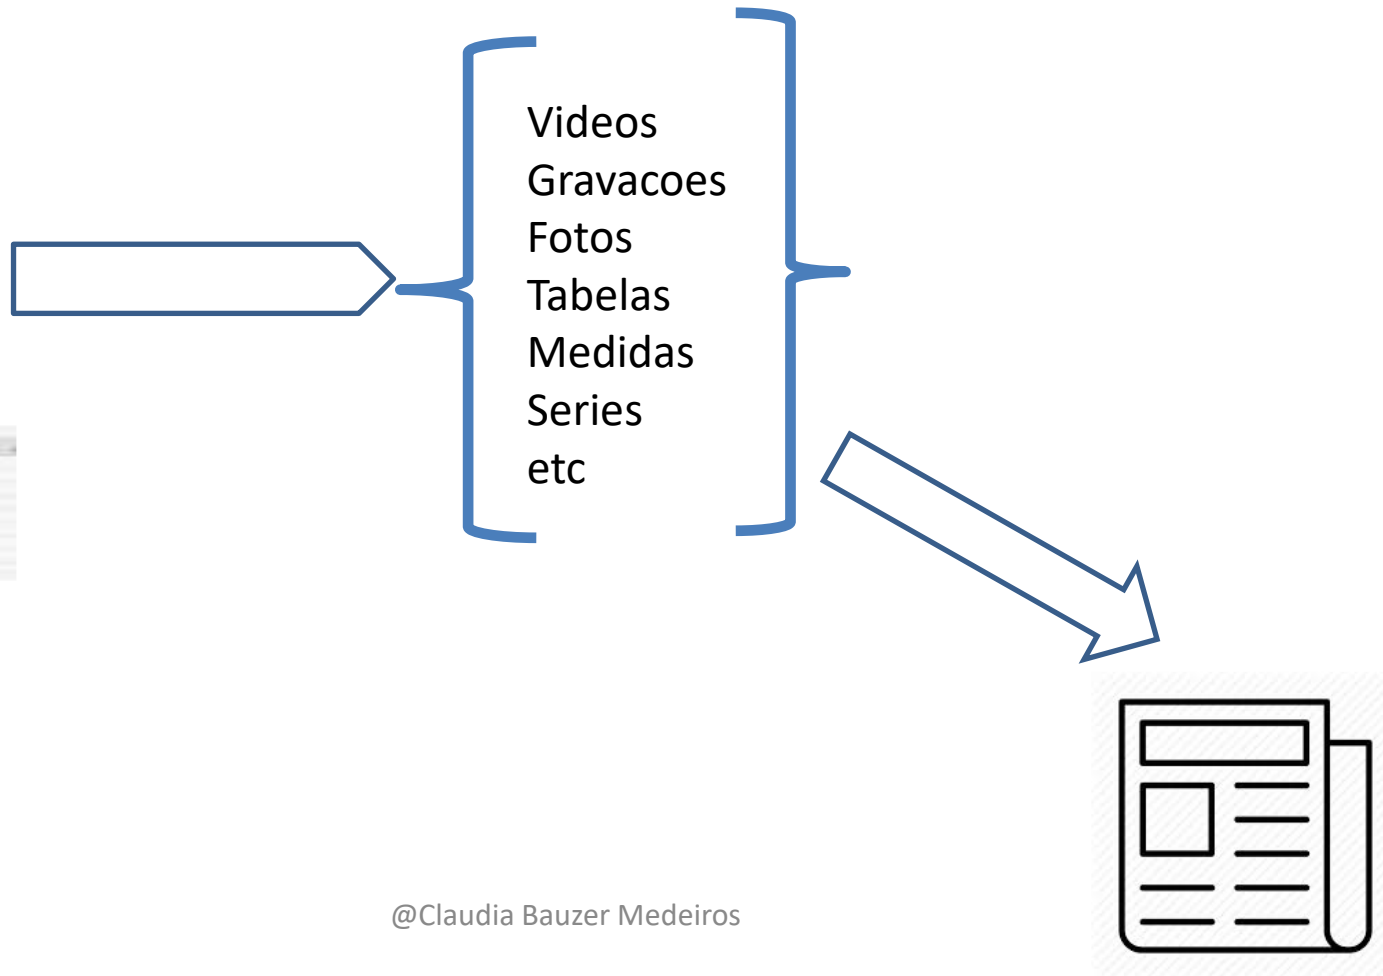 Videos
Gravacoes
Fotos
Tabelas
Medidas
Series
etc
@Claudia Bauzer Medeiros